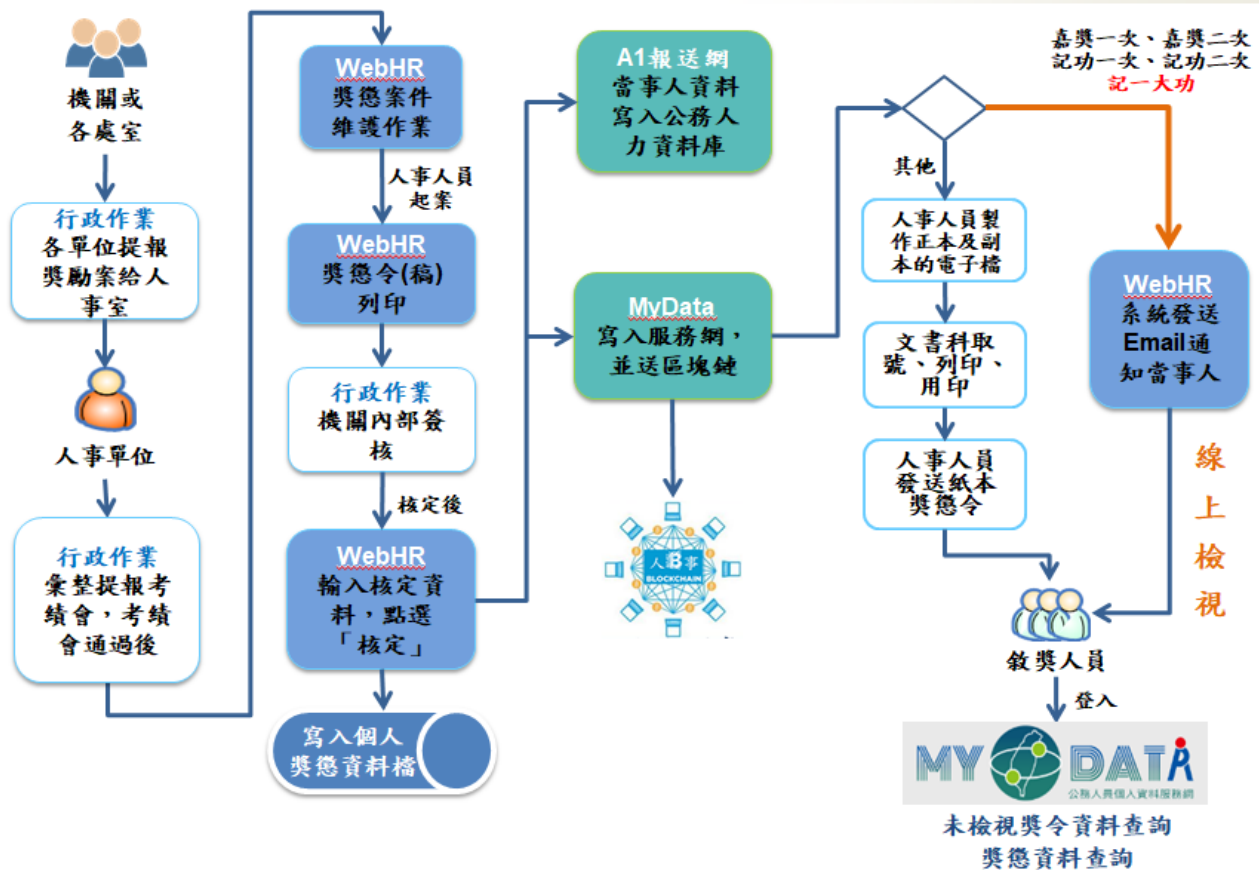 機關或
各處室
行政作業
各單位提報
獎勵案給人
事室
人事單位
行政作業
彙整提報考
績會，考績
會通過後
WebHR
獎懲案件
維護作業
人事人員
起案
WebHR
獎懲令(稿)
列印
行政作業
機關內部簽
核
核定後
WebHR
輸入核定資
料，點選
「核定」
寫入個人
獎懲資料檔
A1報送網
當事人資料
寫入公務人
力資料庫
MyData
寫入服務網，
並送區塊鏈
人B事
BLOCKCHAIN
嘉獎一次、嘉獎二次
記功一次、記功二次
記一大功
其他
人事人員製
作正本及副
本的電子檔
文書科取
號、列印、
用印
人事人員
發送紙本
獎懲令
WebHR
系統發送
Email通
知當事人
線
上
檢
視
敘獎人員
登入
MY DATA
公務人員個人資料服務網
未檢視獎令資料查詢
獎懲資料查詢